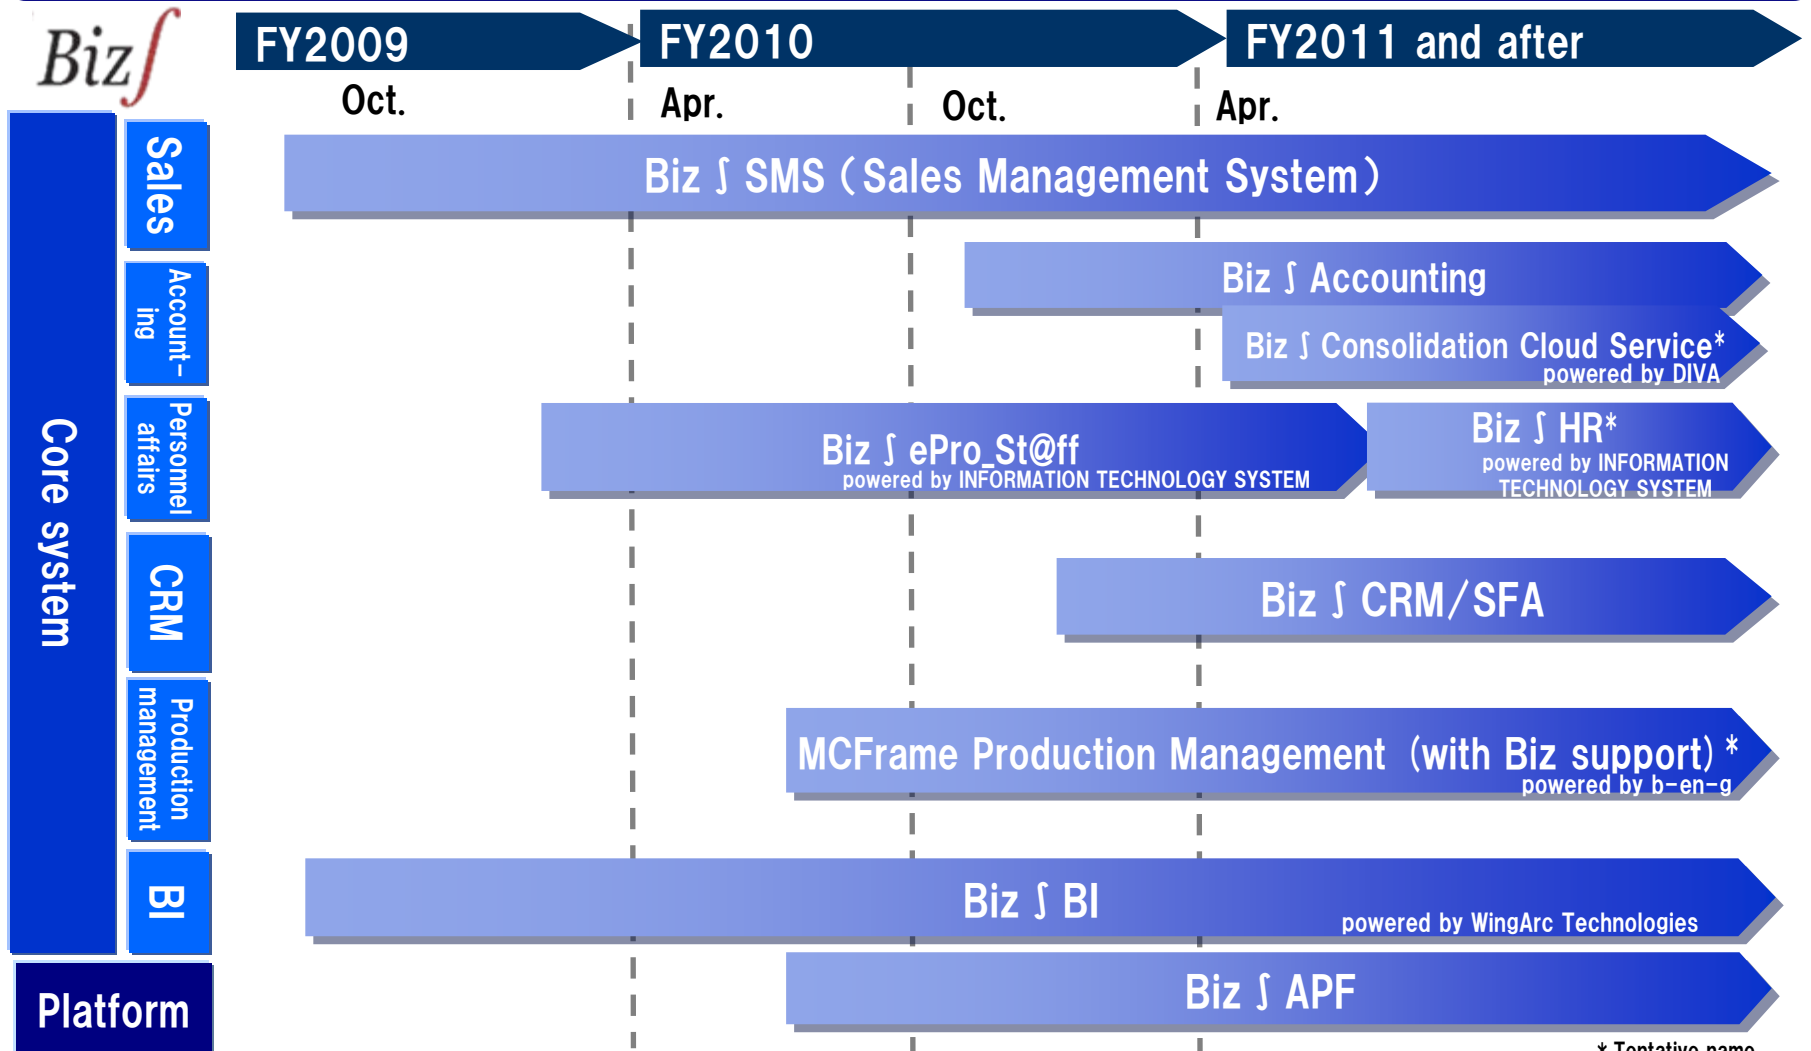 Biz∫
FY2009
FY2010
FY2011 and after
Oct.
Apr.
Oct.
Apr.
Core system
Sales
Biz ∫ SMS (Sales Management System)
Account-
ing
Biz ∫ Accounting
Biz ∫ Consolidation Cloud Service*
powered by DIVA
Personnel
affairs
Biz ∫ ePro_St@ff
powered by INFORMATION TECHNOLOGY SYSTEM
Biz ∫ HR*
powered by INFORMATION
TECHNOLOGY SYSTEM
CRM
Biz ∫ CRM/SFA
Production
management
MCFrame Production Management (with Biz support) *
powered by b-en-g
BI
Biz ∫ BI
powered by WingArc Technologies
Platform
Biz ∫ APF
* Tentative name